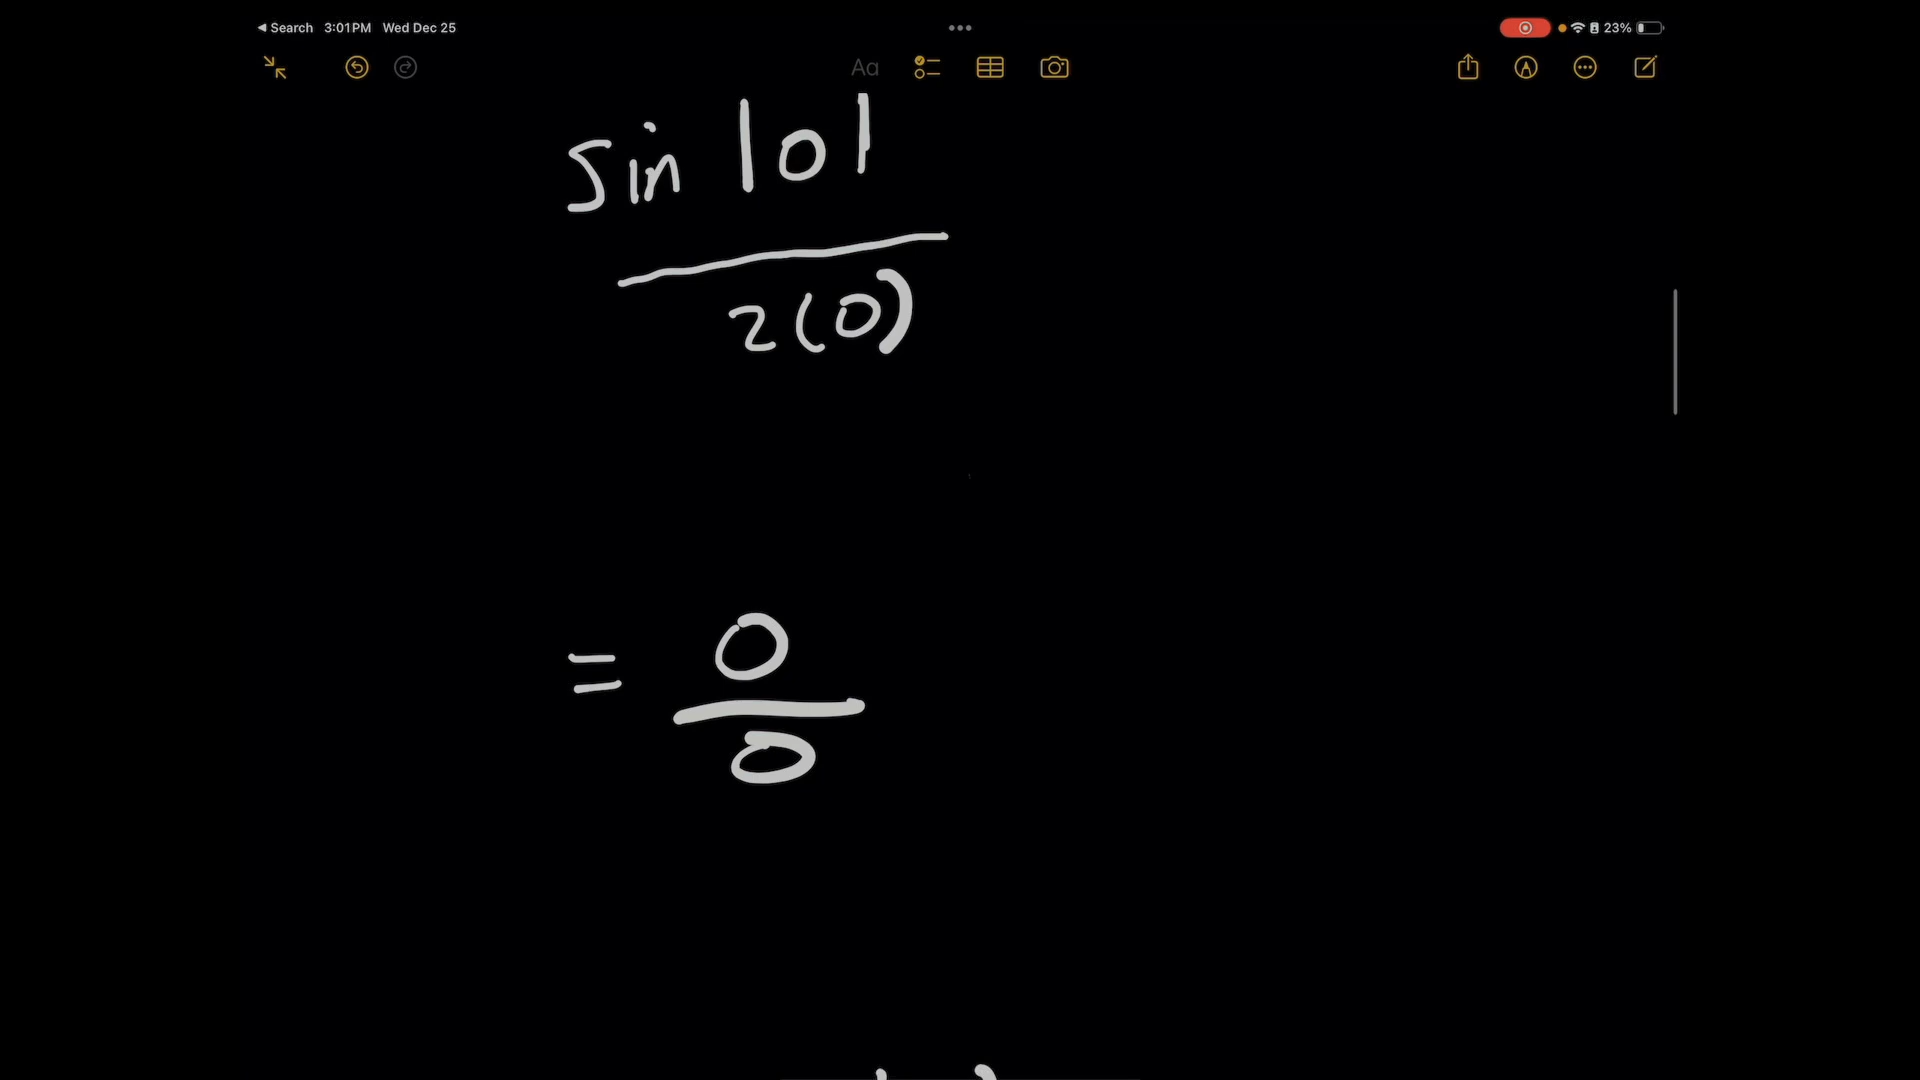 Search 3:01PM Wed Dec 25
23%
Aa
sin |0|
2(0)
= 0
0